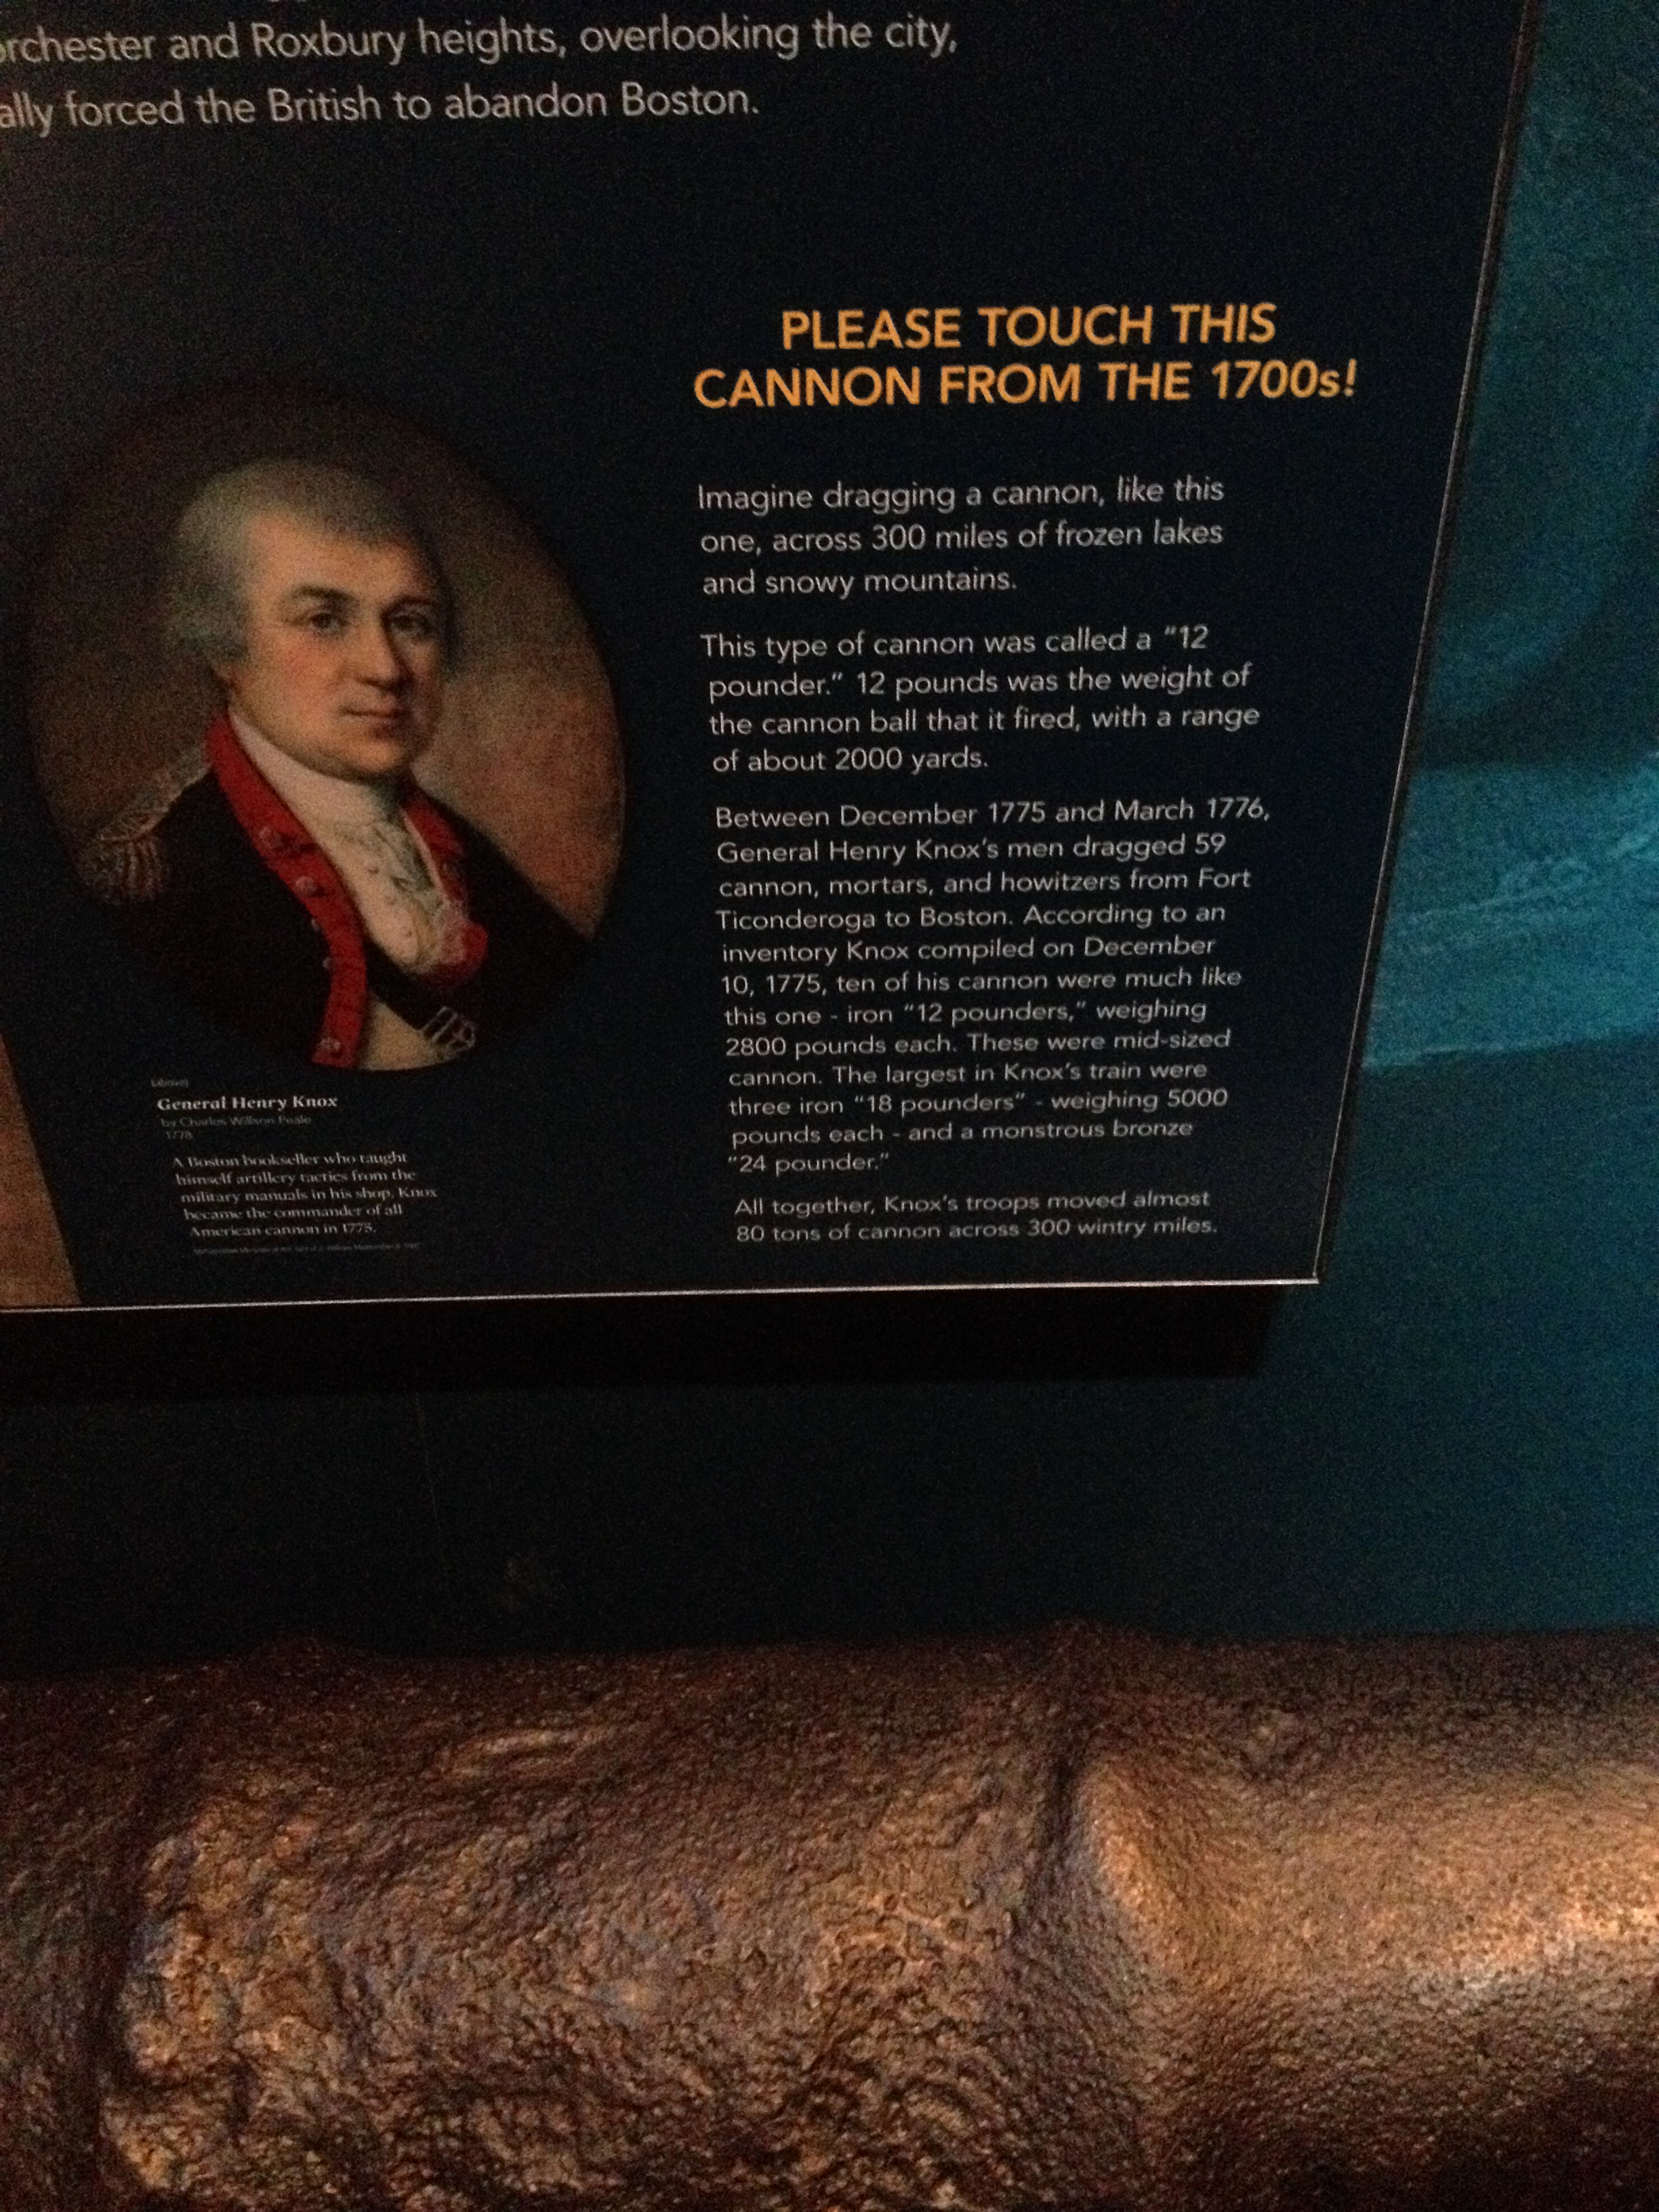 orchester and Roxbury heights, overlooking the city,
ally forced the British to abandon Boston.
PLEASE TOUCH THIS
CANNON FROM THE 1700s!
Imagine dragging a cannon, like this
one, across 300 miles of frozen lakes
and snowy mountains.
This type of cannon was called a "12
pounder." 12 pounds was the weight of
the cannon ball that it fired, with a range
of about 2000 yards.
Between December 1775 and March 1776,
General Henry Knox's men dragged 59
cannon, mortars, and howitzers from Fort
Ticonderoga to Boston. According to an
inventory Knox compiled on December
10, 1775, ten of his cannon were much like
this one - iron "12 pounders," weighing
2800 pounds each. These were mid-sized
cannon. The largest in Knox's train were
three iron "18 pounders" - weighing 5000
pounds each - and a monstrous bronze
"24 pounder."
All together, Knox's troops moved almost
80 tons of cannon across 300 wintry miles.
(above)
General Henry Knox
by Charles Willson Peale
1778
A Boston bookseller who taught
himself artillery tactics from the
military manuals in his shop, Knox
became the commander of all
American cannon in 1775.